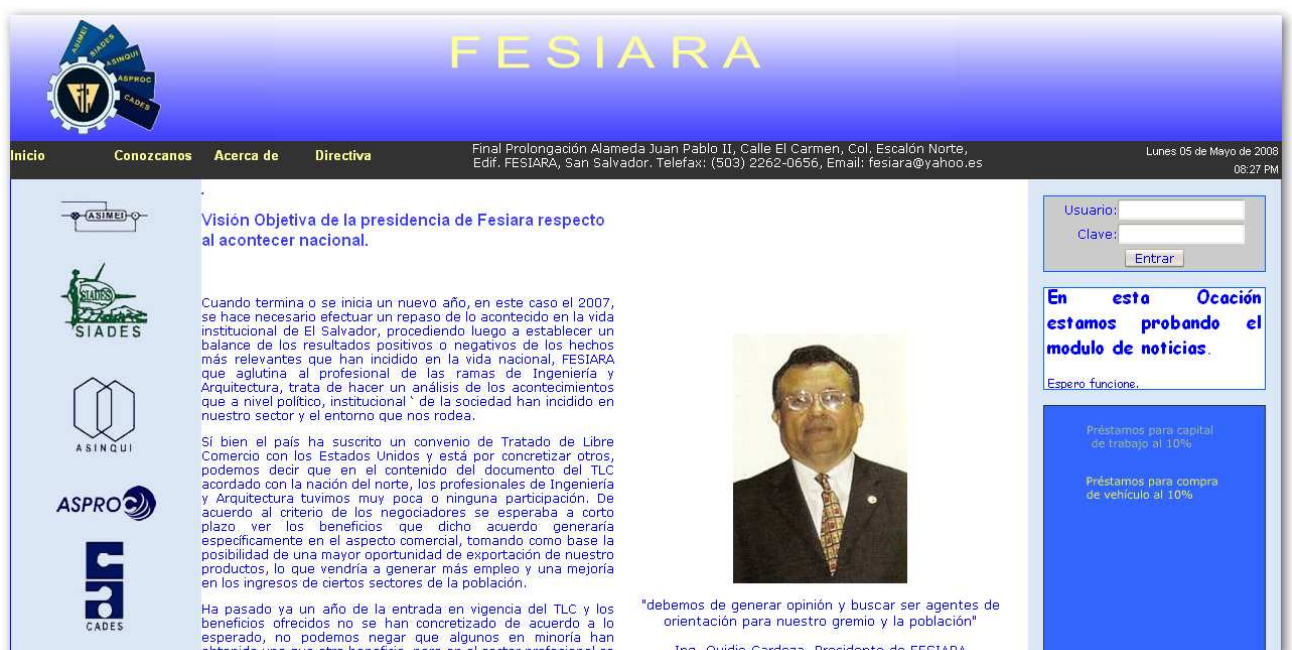 FESIARA
ASIMEI
SIADES
ASINQUI
ASPROC
CADES
Inicio
Conozcanos
Acerca de
Directiva
Final Prolongación Alameda Juan Pablo II, Calle El Carmen, Col. Escalón Norte,
Edif. FESIARA, San Salvador. Telefax: (503) 2262-0656, Email: fesiara@yahoo.es
Lunes 05 de Mayo de 2008
08:27 PM
ASIMEI
SIADES
SIADES
ASINQUI
ASPROC
CADES
.
Visión Objetiva de la presidencia de Fesiara respecto
al acontecer nacional.
Cuando termina o se inicia un nuevo año, en este caso el 2007,
se hace necesario efectuar un repaso de lo acontecido en la vida
institucional de El Salvador, procediendo luego a establecer un
balance de los resultados positivos o negativos de los hechos
más relevantes que han incidido en la vida nacional, FESIARA
que aglutina al profesional de las ramas de Ingeniería y
Arquitectura, trata de hacer un análisis de los acontecimientos
que a nivel político, institucional ` de la sociedad han incidido en
nuestro sector y el entorno que nos rodea.
Sí bien el país ha suscrito un convenio de Tratado de Libre
Comercio con los Estados Unidos y está por concretizar otros,
podemos decir que en el contenido del documento del TLC
acordado con la nación del norte, los profesionales de Ingeniería
y Arquitectura tuvimos muy poca o ninguna participación. De
acuerdo al criterio de los negociadores se esperaba a corto
plazo ver los beneficios que dicho acuerdo generaría
específicamente en el aspecto comercial, tomando como base la
posibilidad de una mayor oportunidad de exportación de nuestro
productos, lo que vendría a generar más empleo y una mejoría
en los ingresos de ciertos sectores de la población.
Ha pasado ya un año de la entrada en vigencia del TLC y los
beneficios ofrecidos no se han concretizado de acuerdo a lo
esperado, no podemos negar que algunos en minoría han
"debemos de generar opinión y buscar ser agentes de
orientación para nuestro gremio y la población"
Ing. Ovidio Cardoza, Presidente de FESIARA
Usuario:
Clave:
Entrar
En esta Ocación
estamos probando el
modulo de noticias.
Espero funcione.
Préstamos para capital
de trabajo al 10%
Préstamos para compra
de vehículo al 10%